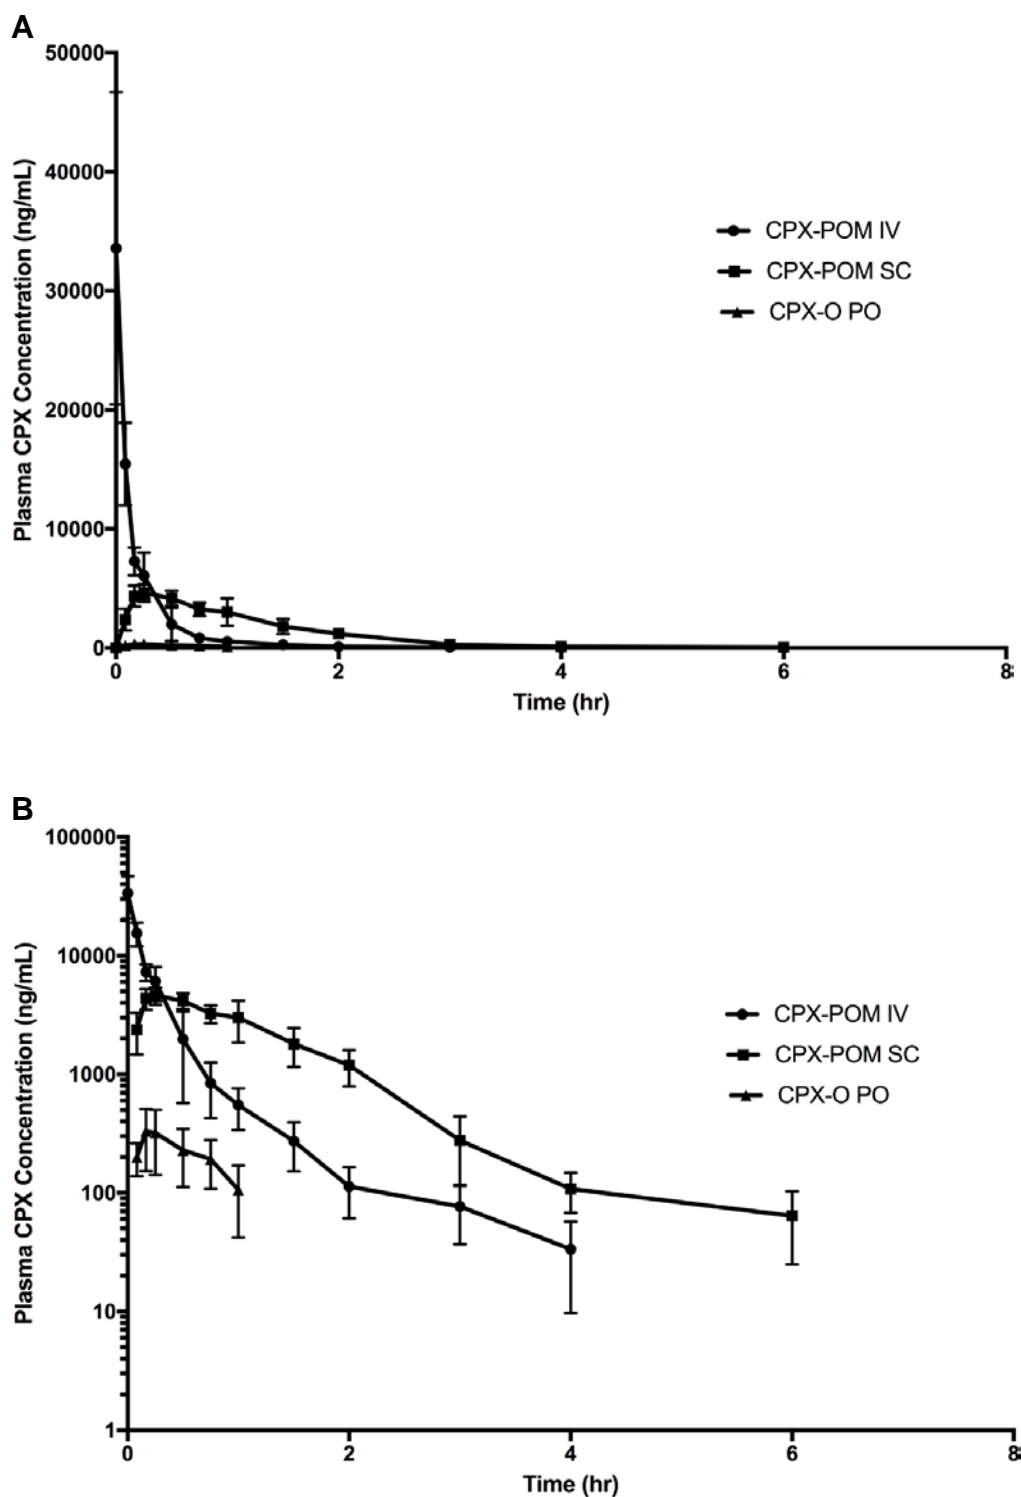 A
Plasma CPX Concentration (ng/mL)
50000
40000
30000
20000
10000
0
0 2 4 6 8
Time (hr)
CPX-POM IV
CPX-POM SC
CPX-O PO
B
Plasma CPX Concentration (ng/mL)
100000
10000
1000
100
10
1
0 2 4 6 8
Time (hr)
CPX-POM IV
CPX-POM SC
CPX-O PO